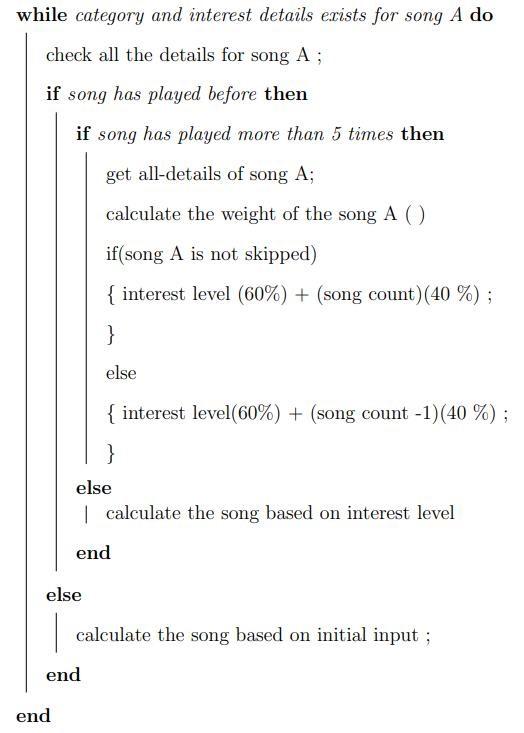 while category and interest details exists for song A do
check all the details for song A ;
if song has played before then
if song has played more than 5 times then
get all-details of song A;
calculate the weight of the song A ( )
if(song A is not skipped)
{ interest level (60%) + (song count)(40 %) ;
}
else
{ interest level(60%) + (song count -1)(40 %) ;
}
else
calculate the song based on interest level
end
else
calculate the song based on initial input ;
end
end